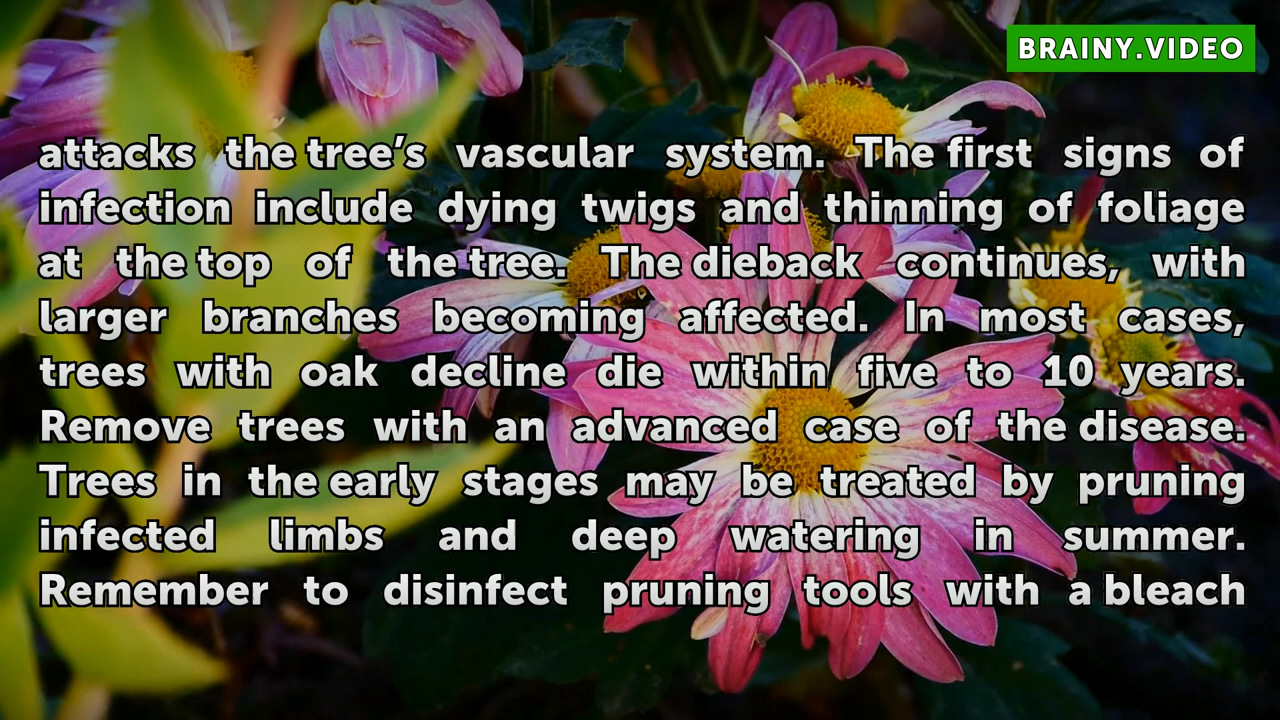 BRAINY.VIDEO
attacks the tree’s vascular system. The first signs of
infection include dying twigs and thinning of foliage
at the top of the tree. The dieback continues, with
larger branches becoming affected. In most cases,
trees with oak decline die within five to 10 years.
Remove trees with an advanced case of the disease.
Trees in the early stages may be treated by pruning
infected limbs and deep watering in summer.
Remember to disinfect pruning tools with a bleach